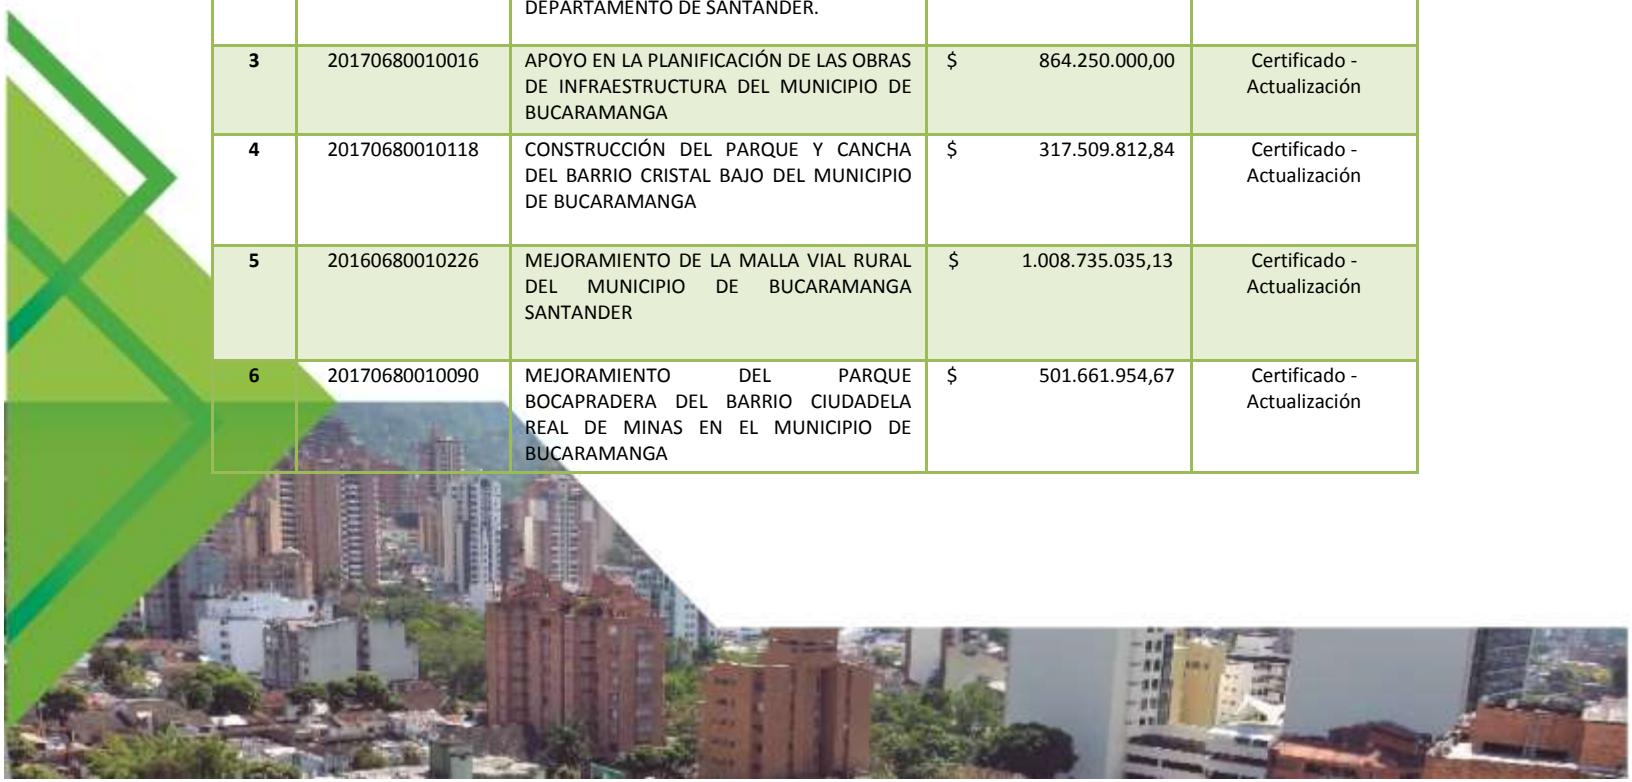 DEPARTAMENTO DE SANTANDER.
3 20170680010016 APOYO EN LA PLANIFICACIÓN DE LAS OBRAS $ 864.250.000,00 Certificado -
DE INFRAESTRUCTURA DEL MUNICIPIO DE Actualización
BUCARAMANGA
4 20170680010118 CONSTRUCCIÓN DEL PARQUE Y CANCHA $ 317.509.812,84 Certificado -
DEL BARRIO CRISTAL BAJO DEL MUNICIPIO Actualización
DE BUCARAMANGA
5 20160680010226 MEJORAMIENTO DE LA MALLA VIAL RURAL $ 1.008.735.035,13 Certificado -
DEL MUNICIPIO DE BUCARAMANGA Actualización
SANTANDER
6 20170680010090 MEJORAMIENTO DEL PARQUE $ 501.661.954,67 Certificado -
BOCAPRADERA DEL BARRIO CIUDADELA Actualización
REAL DE MINAS EN EL MUNICIPIO DE
BUCARAMANGA